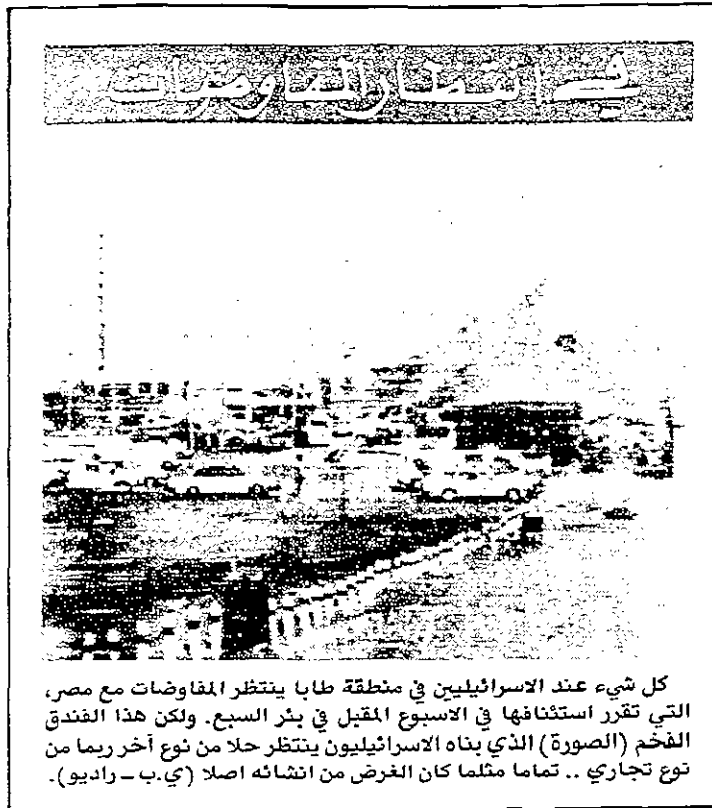 في انتظار المفاوضات
كل شيء عند الاسرائيليين في منطقة طابا ينتظر المفاوضات مع مصر،
التي تقرر استئنافها في الاسبوع المقبل في بئر السبع. ولكن هذا الفندق
الفخم (الصورة) الذي بناه الاسرائيليون ينتظر حلا من نوع آخر ربما من
نوع تجاري .. تماما مثلما كان الغرض من انشائه اصلا (ي.ب – راديو).